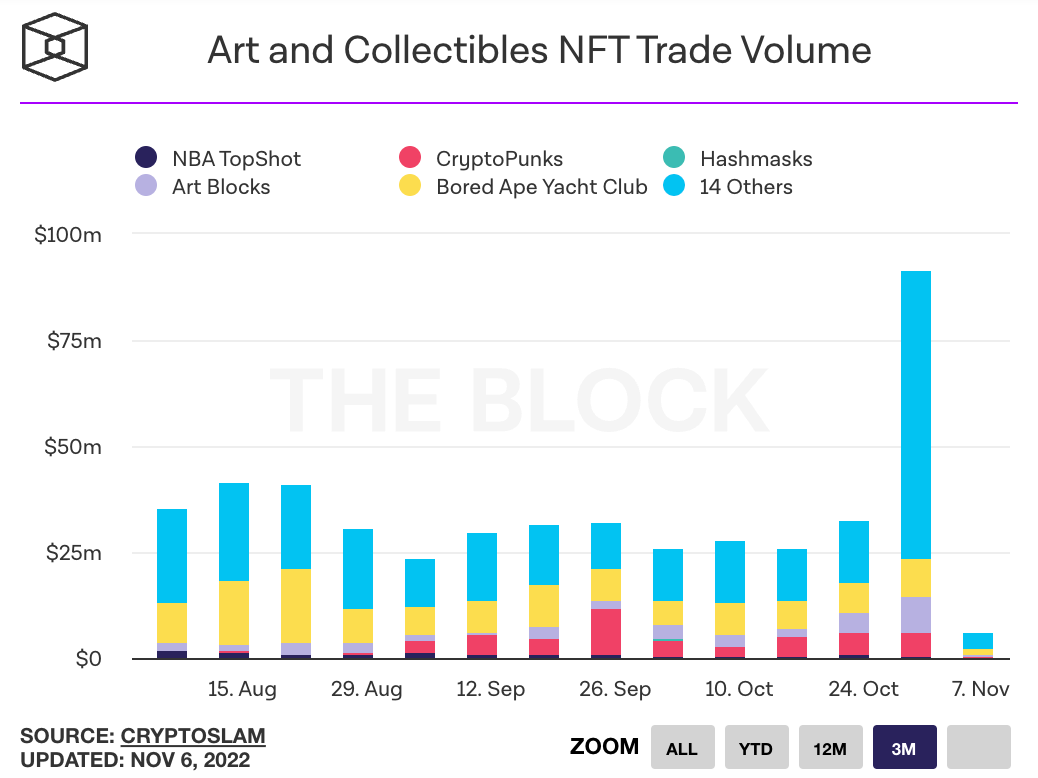 Art and Collectibles NFT Trade Volume
NBA TopShot
CryptoPunks
Hashmasks
Art Blocks
Bored Ape Yacht Club
14 Others
$100m
$75m
THE BLOCK
$50m
$25m
$0
15. Aug
29. Aug
12. Sep
26. Sep
10. Oct
24. Oct
7. Nov
SOURCE: CRYPTOSLAM
UPDATED: NOV 6, 2022
ZOOM
ALL
YTD
12M
3M